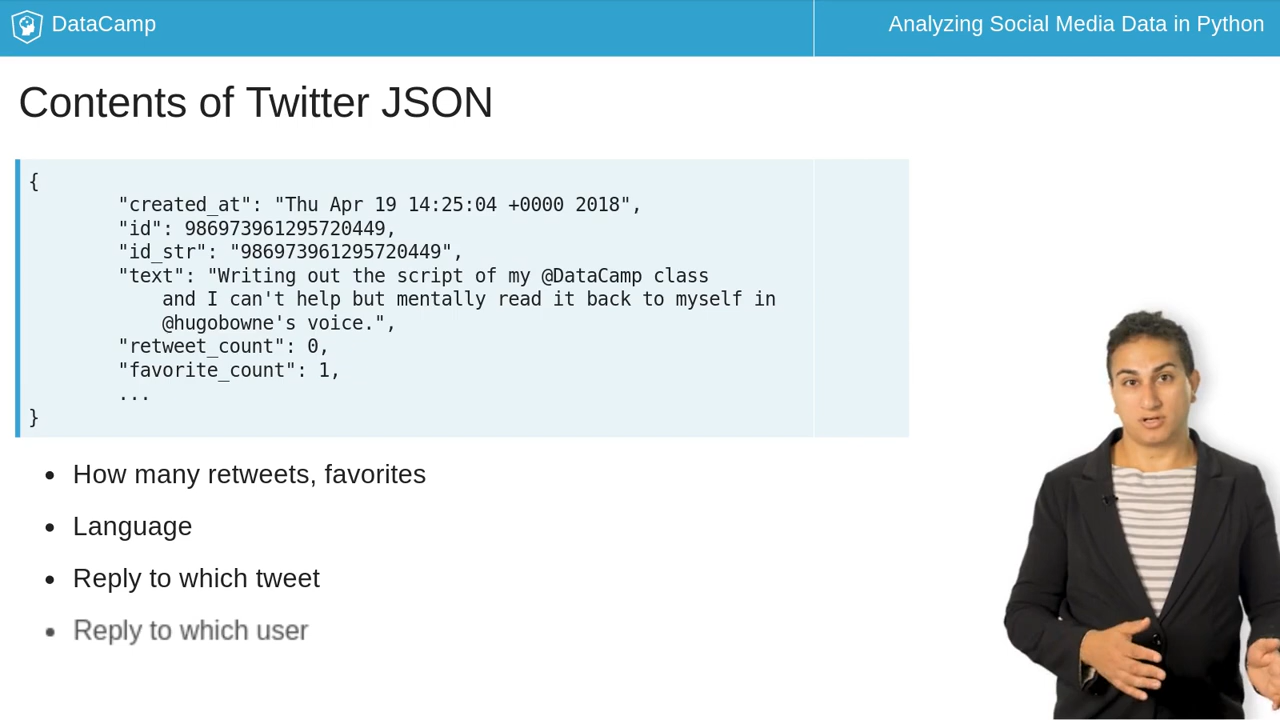 DataCamp
Analyzing Social Media Data in Python
Contents of Twitter JSON
{
"created_at": "Thu Apr 19 14:25:04 +0000 2018",
"id": 986973961295720449,
"id_str": "986973961295720449",
"text": "Writing out the script of my @DataCamp class
and I can't help but mentally read it back to myself in
@hugobowne's voice.",
"retweet_count": 0,
"favorite_count": 1,
...
}
• How many retweets, favorites
• Language
• Reply to which tweet
• Reply to which user